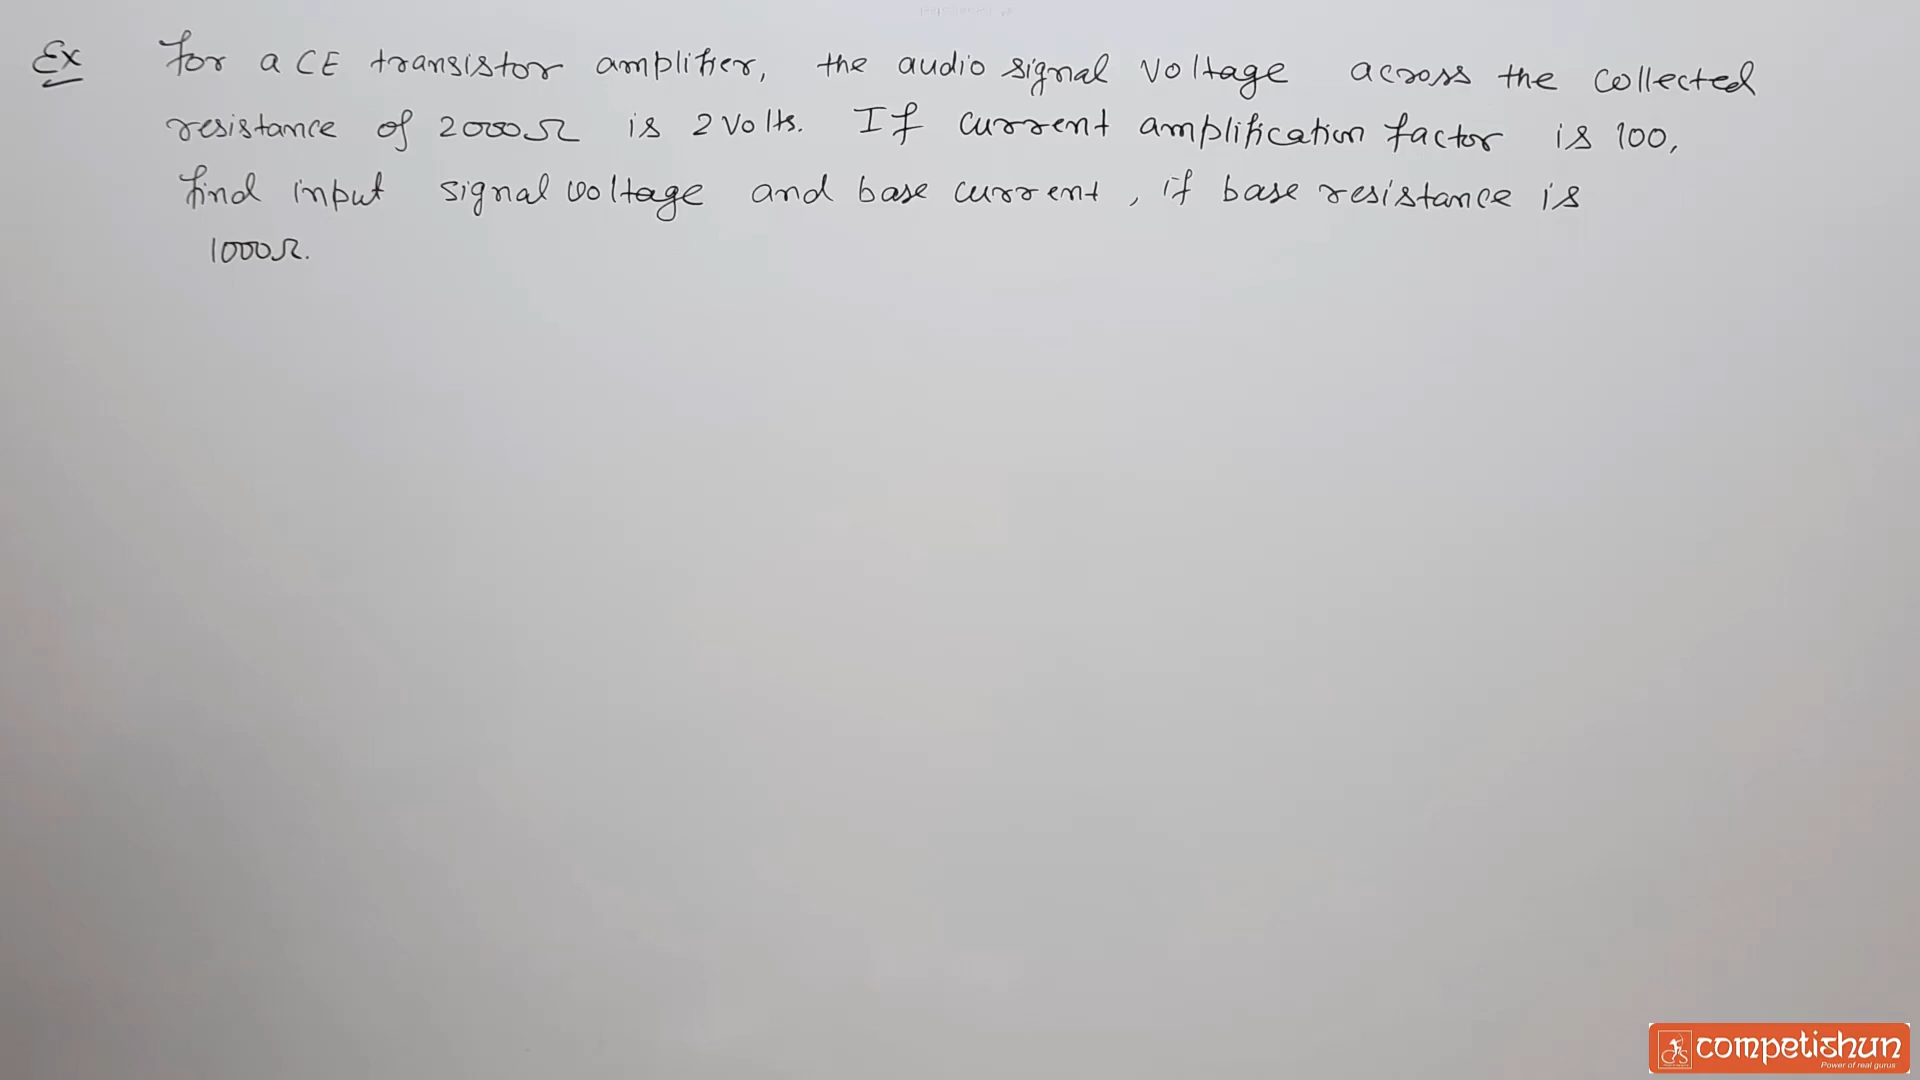 Ex For a CE transistor amplifier, the audio signal voltage across the collected
resistance of 2000Ω is 2 Volts. If current amplification factor is 100,
find input signal voltage and base current, if base resistance is
1000Ω.
competishun
Power of real gurus